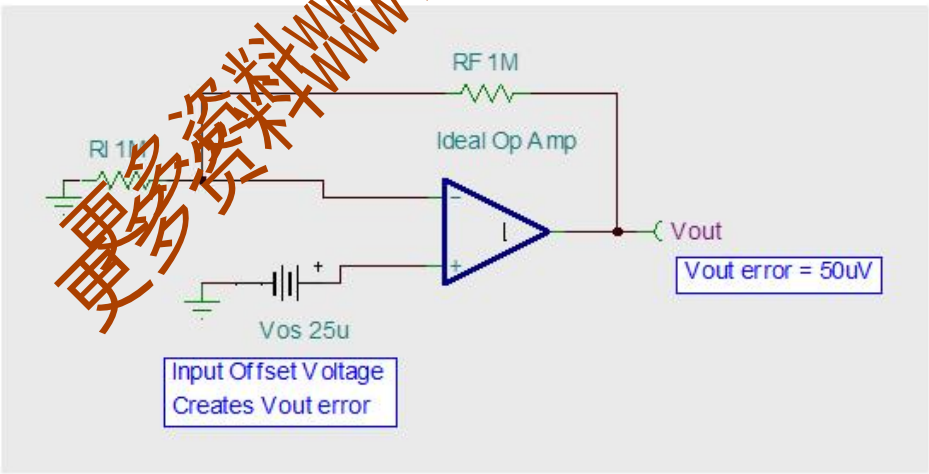 RF 1M
Ideal Op Amp
RI 1M
Vout
Vout error = 50uV
Vos 25u
Input Offset Voltage
Creates Vout error
更多资料www
更多资料www